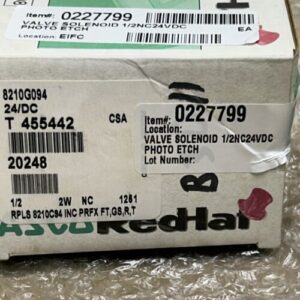 Item#: 0227799
VALVE SOLENOID 1/2NC24VDC
PHOTO ETCH
Location: EIFC
EA
8210G094
24/DC
T 455442
CSA
20248
1/2 2W NC 1251
RPLS 8210C94 INC PRFX FT,GS,R,T
Item#: 0227799
Location:
VALVE SOLENOID 1/2NC24VDC
PHOTO ETCH
Lot Number:
B
RedHat